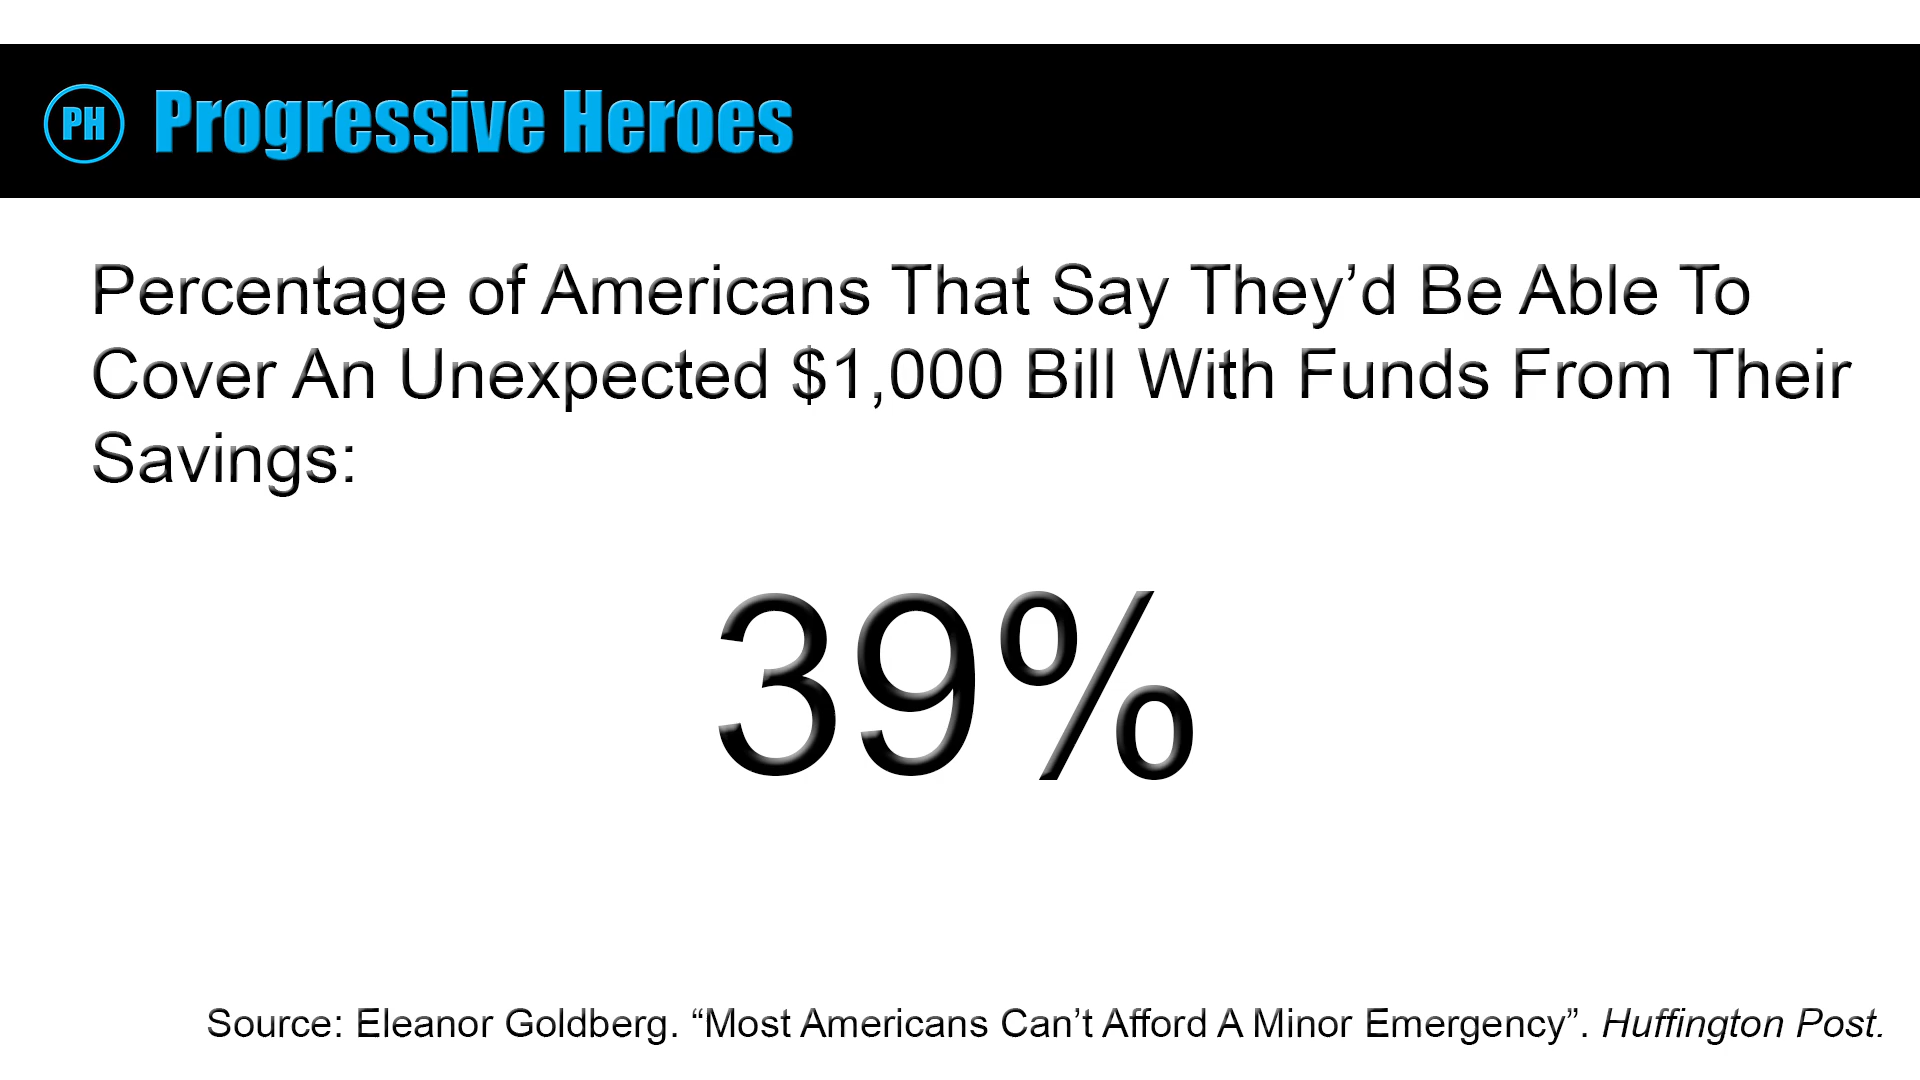 PH Progressive Heroes
Percentage of Americans That Say They’d Be Able To
Cover An Unexpected $1,000 Bill With Funds From Their
Savings:
39%
Source: Eleanor Goldberg. “Most Americans Can’t Afford A Minor Emergency”. Huffington Post.